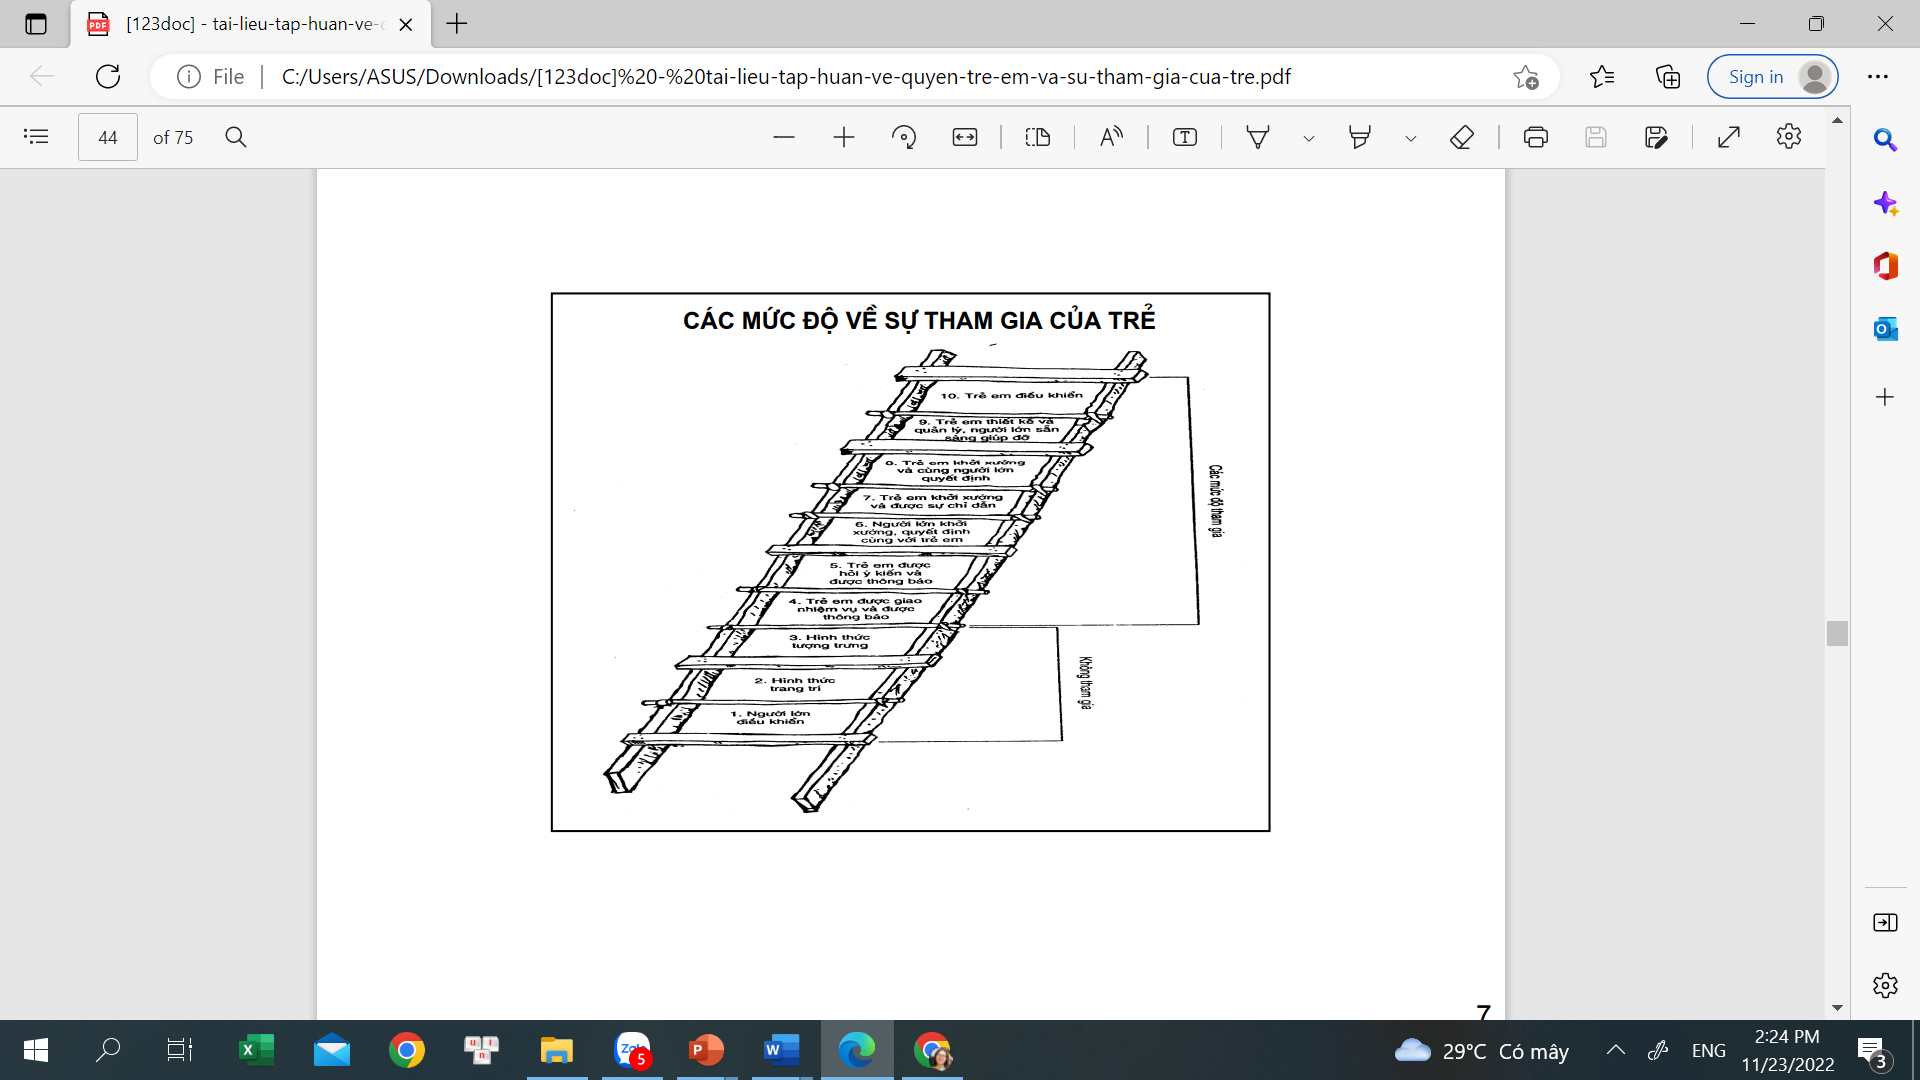 [123doc] - tai-lieu-tap-huan-ve-
File
C:/Users/ASUS/Downloads/[123doc]%20-%20tai-lieu-tap-huan-ve-quyen-tre-em-va-su-tham-gia-cua-tre.pdf
Sign in
44 of 75
CÁC MỨC ĐỘ VỀ SỰ THAM GIA CỦA TRẺ
10. Trẻ em điều khiển
9. Trẻ em thiết kế và
quản lý, người lớn sẵn
sàng giúp đỡ
8. Trẻ em khởi xướng
và cùng người lớn
quyết định
7. Trẻ em khởi xướng
và được sự chỉ dẫn
6. Người lớn khởi
xướng, quyết định
cùng với trẻ em
5. Trẻ em được
hỏi ý kiến và
được thông báo
4. Trẻ em được giao
nhiệm vụ và được
thông báo
3. Hình thức
tượng trưng
2. Hình thức
trang trí
1. Người lớn
điều khiển
Các mức độ tham gia
Không tham gia
7
29°C Có mây
ENG
2:24 PM
11/23/2022
3
5